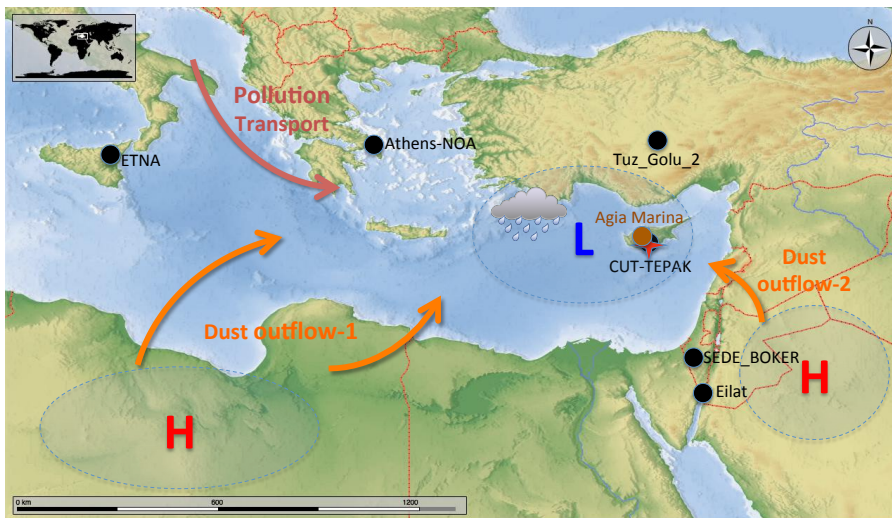 N
Pollution
Transport
Athens-NOA
ETNA
Tuz_Golu_2
Agia Marina
L
CUT-TEPAK
Dust
outflow-2
Dust outflow-1
SEDE_BOKER
H
Eilat
H
0 km
600
1200